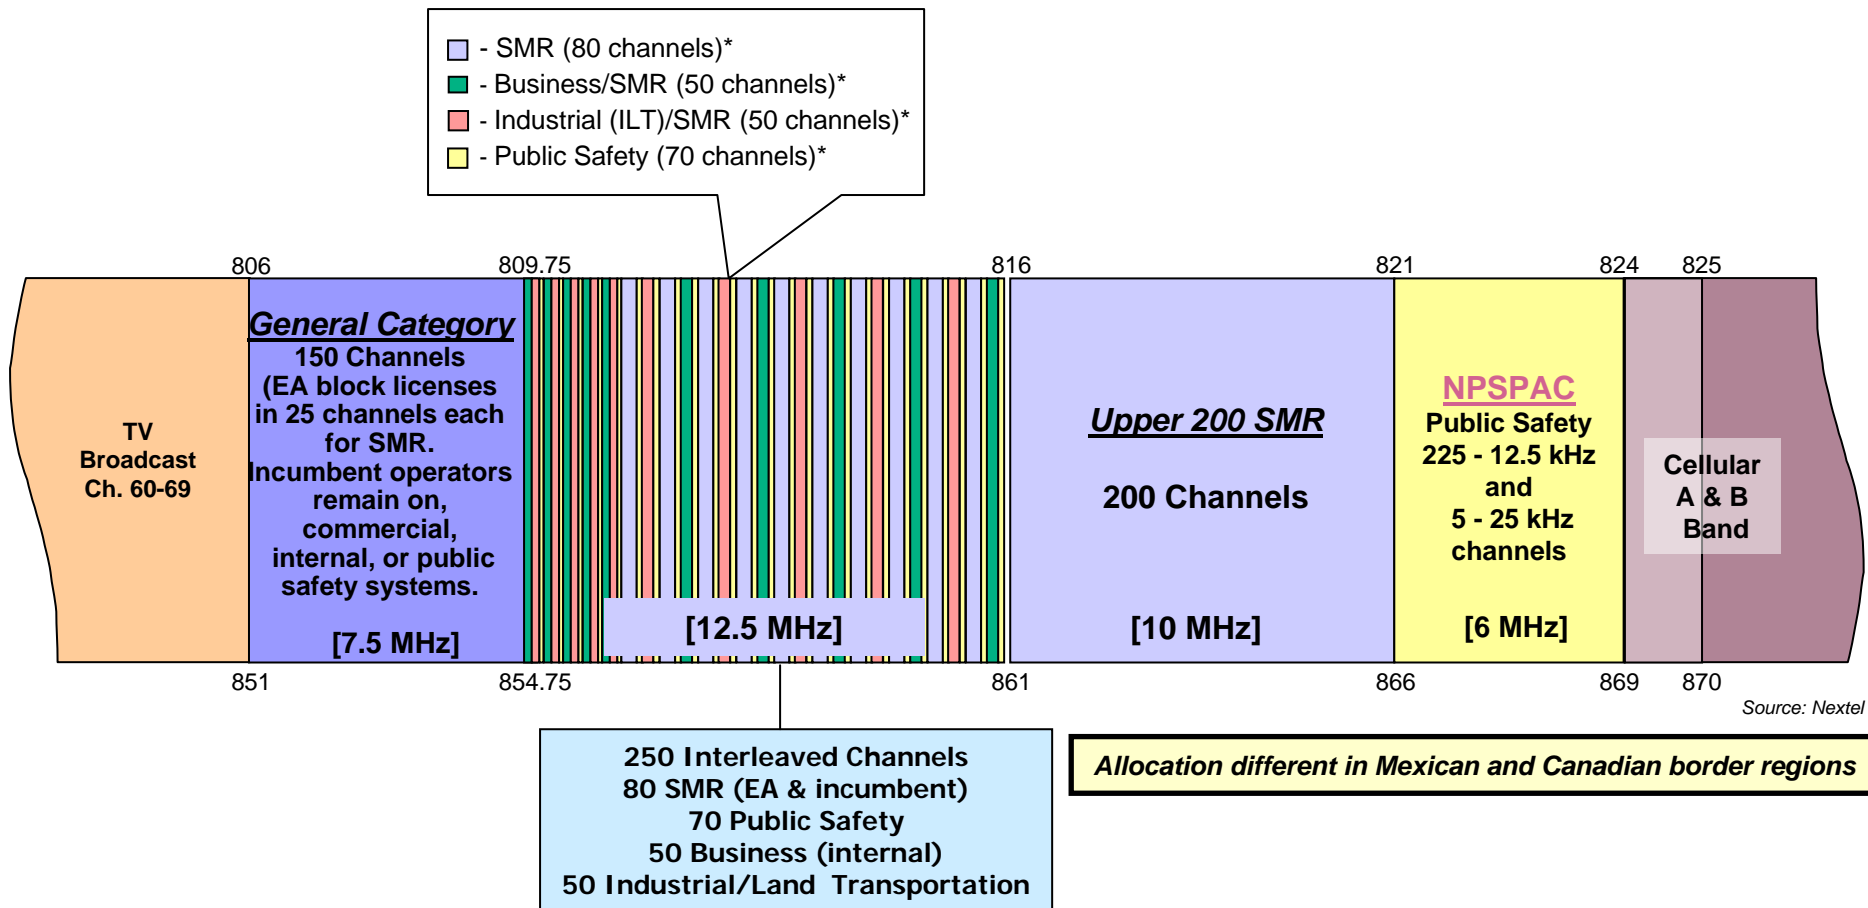 - SMR (80 channels)*
- Business/SMR (50 channels)*
- Industrial (ILT)/SMR (50 channels)*
- Public Safety (70 channels)*
806
809.75
816
821
824
825
TV
Broadcast
Ch. 60-69
General Category
150 Channels
(EA block licenses
in 25 channels each
for SMR.
Incumbent operators
remain on,
commercial,
internal, or public
safety systems.
[7.5 MHz]
[12.5 MHz]
Upper 200 SMR
200 Channels
[10 MHz]
NPSPAC
Public Safety
225 - 12.5 kHz
and
5 - 25 kHz
channels
[6 MHz]
Cellular
A & B
Band
851
854.75
861
866
869
870
Source: Nextel
250 Interleaved Channels
80 SMR (EA & incumbent)
70 Public Safety
50 Business (internal)
50 Industrial/Land Transportation
Allocation different in Mexican and Canadian border regions